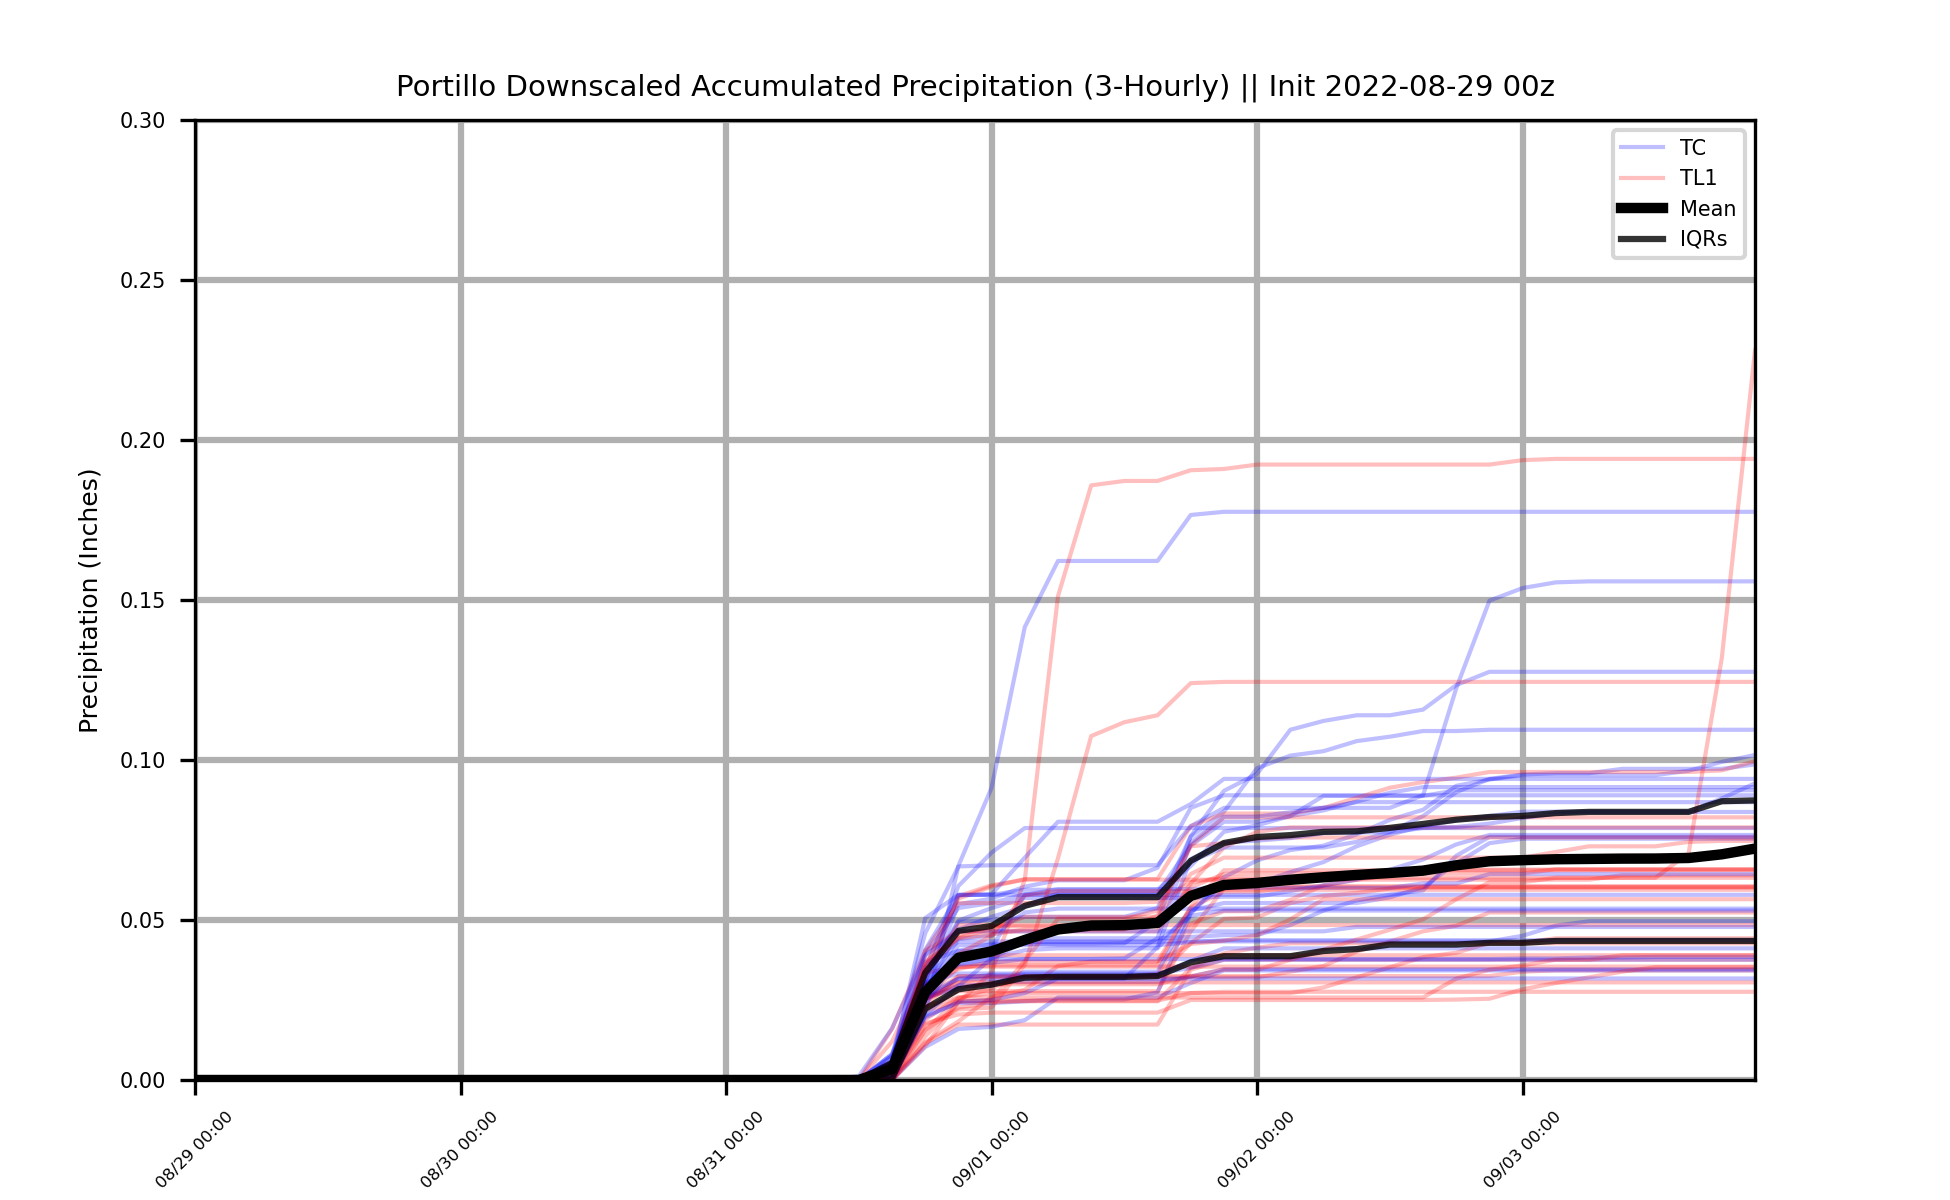 Portillo Downscaled Accumulated Precipitation (3-Hourly) || Init 2022-08-29 00z
TC
TL1
Mean
IQRs
Precipitation (Inches)
0.30
0.25
0.20
0.15
0.10
0.05
0.00
08/29 00:00
08/30 00:00
08/31 00:00
09/01 00:00
09/02 00:00
09/03 00:00